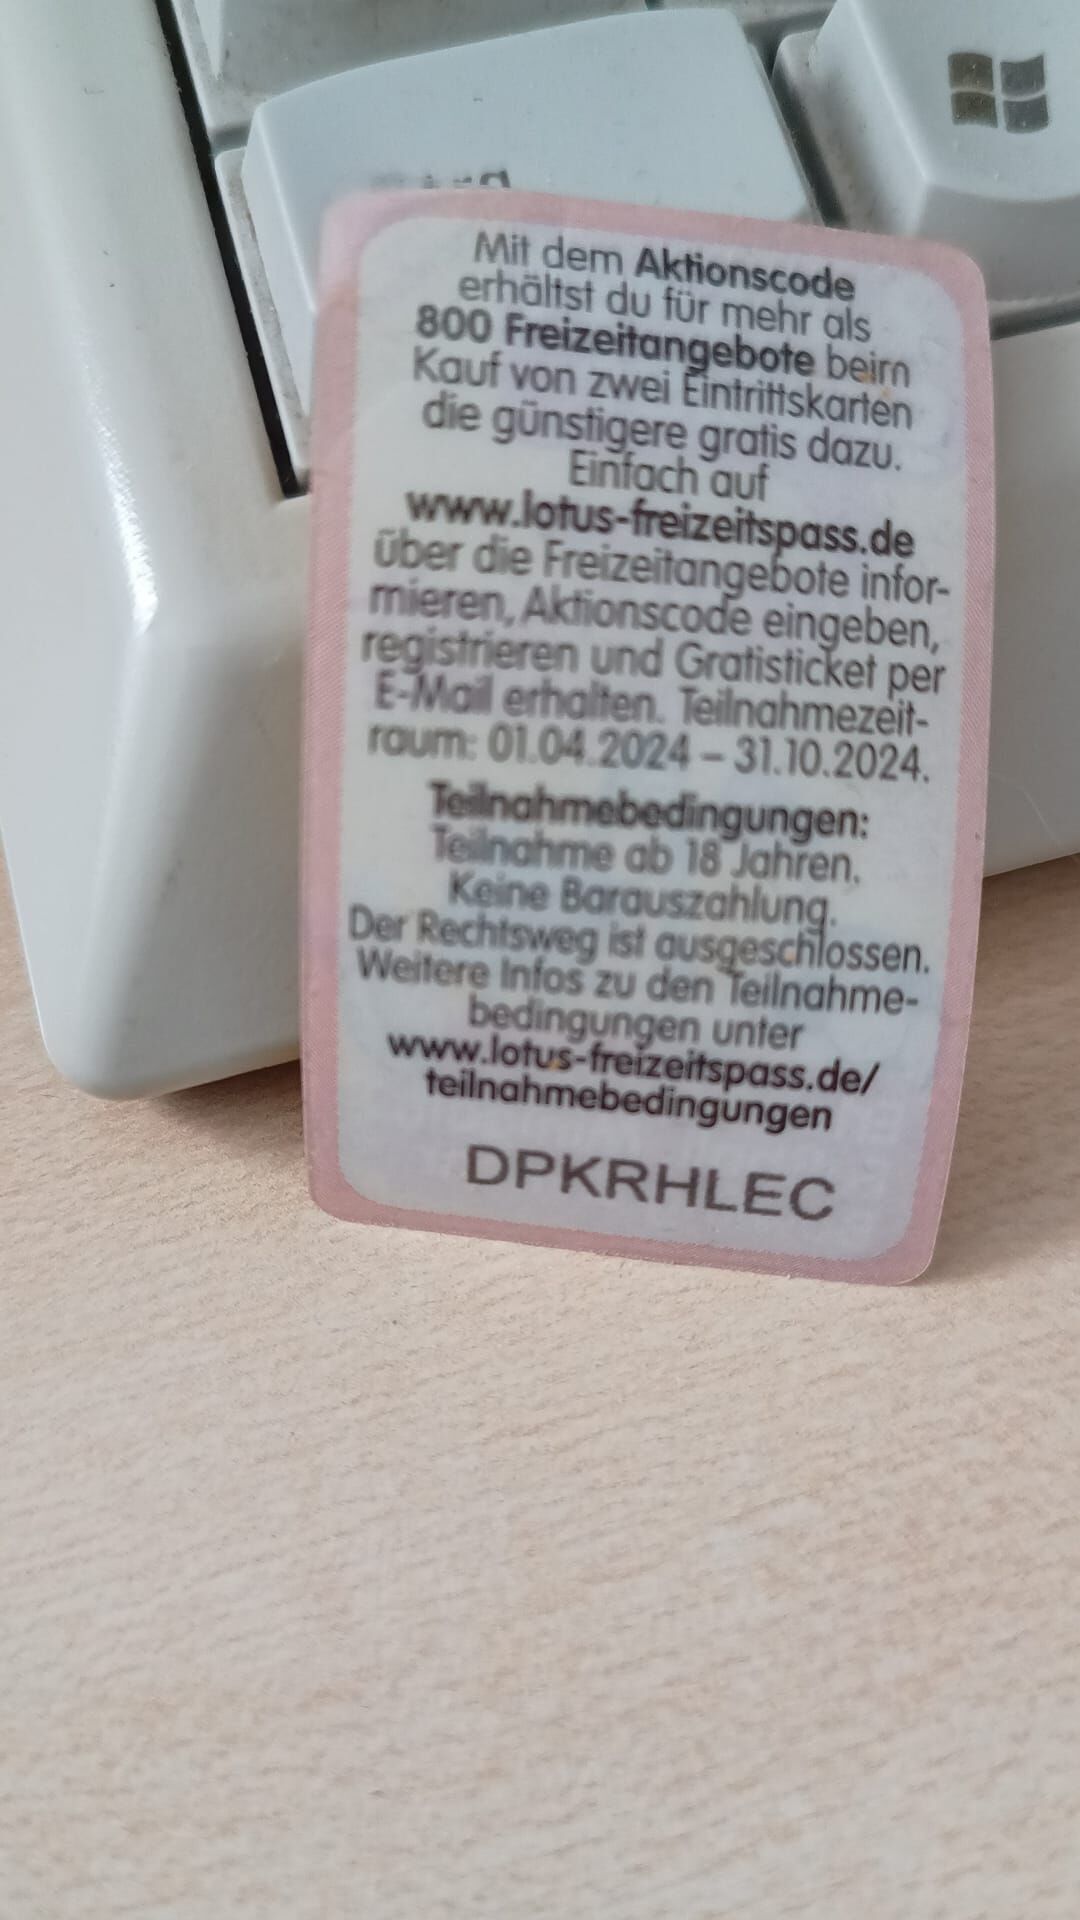 Mit dem Aktionscode
erhältst du für mehr als
800 Freizeitangebote beim
Kauf von zwei Eintrittskarten
die günstigere gratis dazu.
Einfach auf
www.lotus-freizeitspass.de
über die Freizeitangebote infor-
mieren, Aktionscode eingeben,
registrieren und Gratisticket per
E-Mail erhalten. Teilnahmezeit-
raum: 01.04.2024 – 31.10.2024.
Teilnahmebedingungen:
Teilnahme ab 18 Jahren.
Keine Barauszahlung.
Der Rechtsweg ist ausgeschlossen.
Weitere Infos zu den Teilnahme-
bedingungen unter
www.lotus-freizeitspass.de/
teilnahmebedingungen
DPKRHLEC